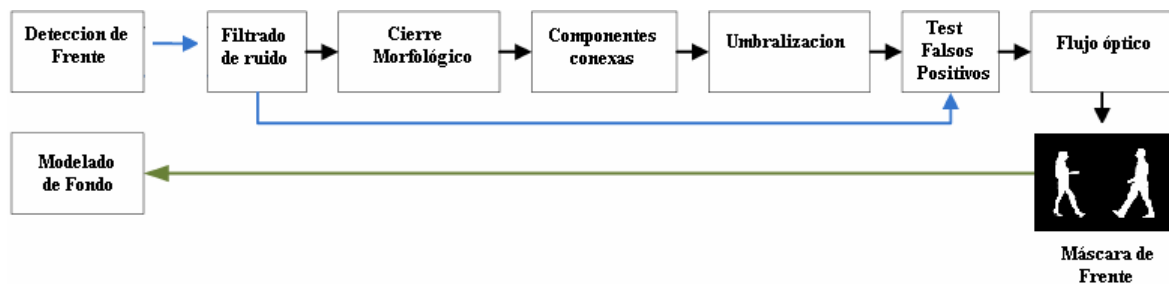 Deteccion de
Frente
Filtrado
de ruido
Cierre
Morfológico
Componentes
conexas
Umbralizacion
Test
Falsos
Positivos
Flujo óptico
Modelado
de Fondo
Máscara de
Frente